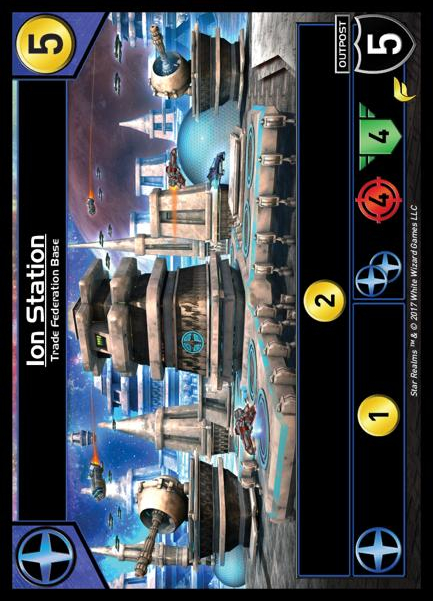 5
Ion Station
Trade Federation Base
2
OUTPOST
5
1
4
4
Star Realms ™ & © 2017 White Wizard Games LLC